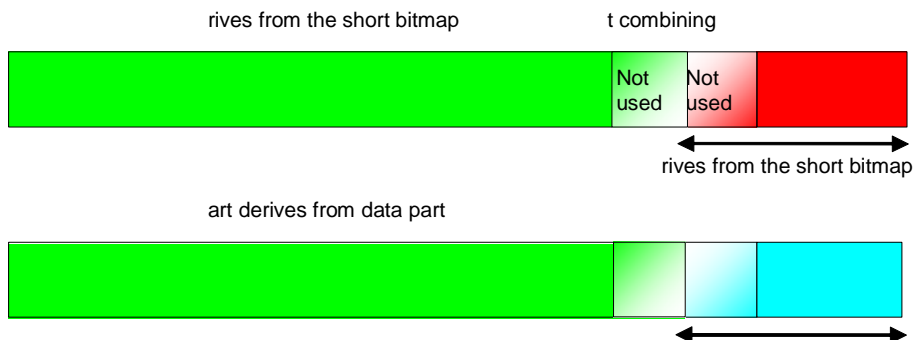 rives from the short bitmap
t combining
Not
used
Not
used
rives from the short bitmap
art derives from data part